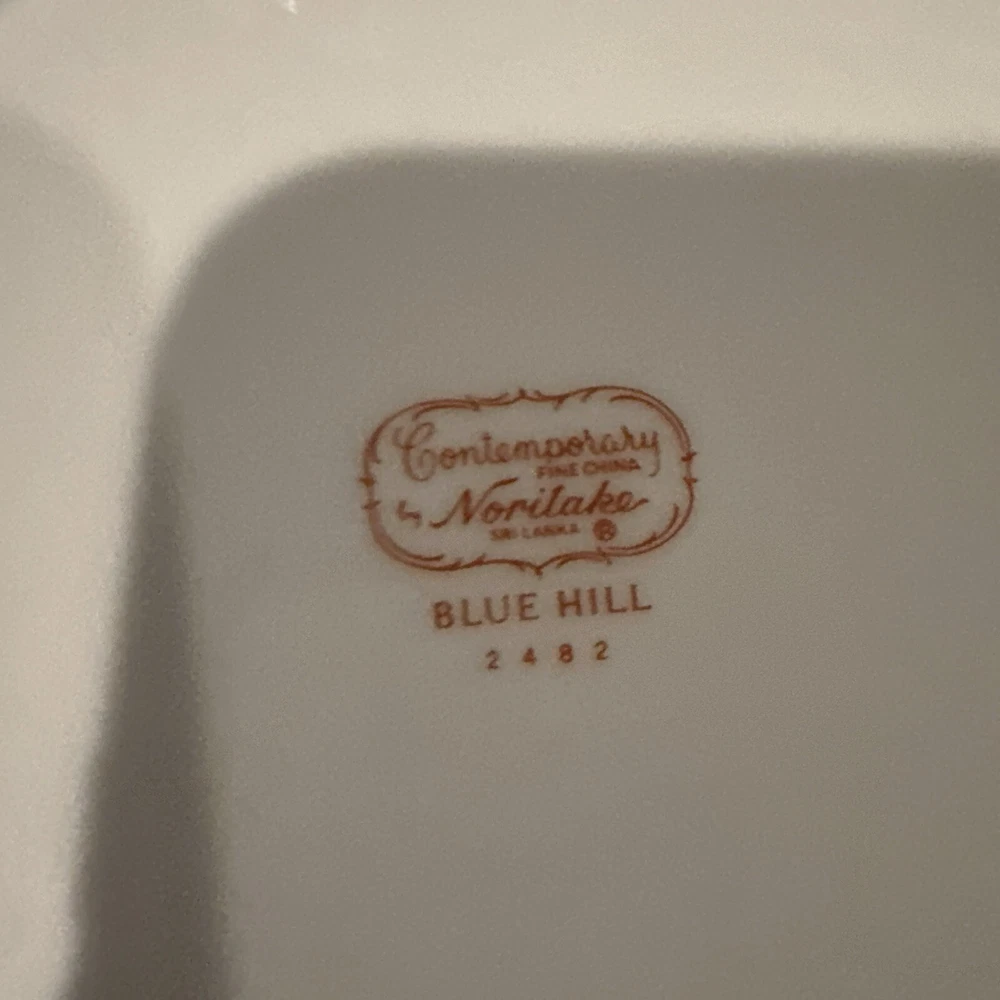 Contemporary
FINE CHINA
by Noritake
SRI LANKA ®
BLUE HILL
2482